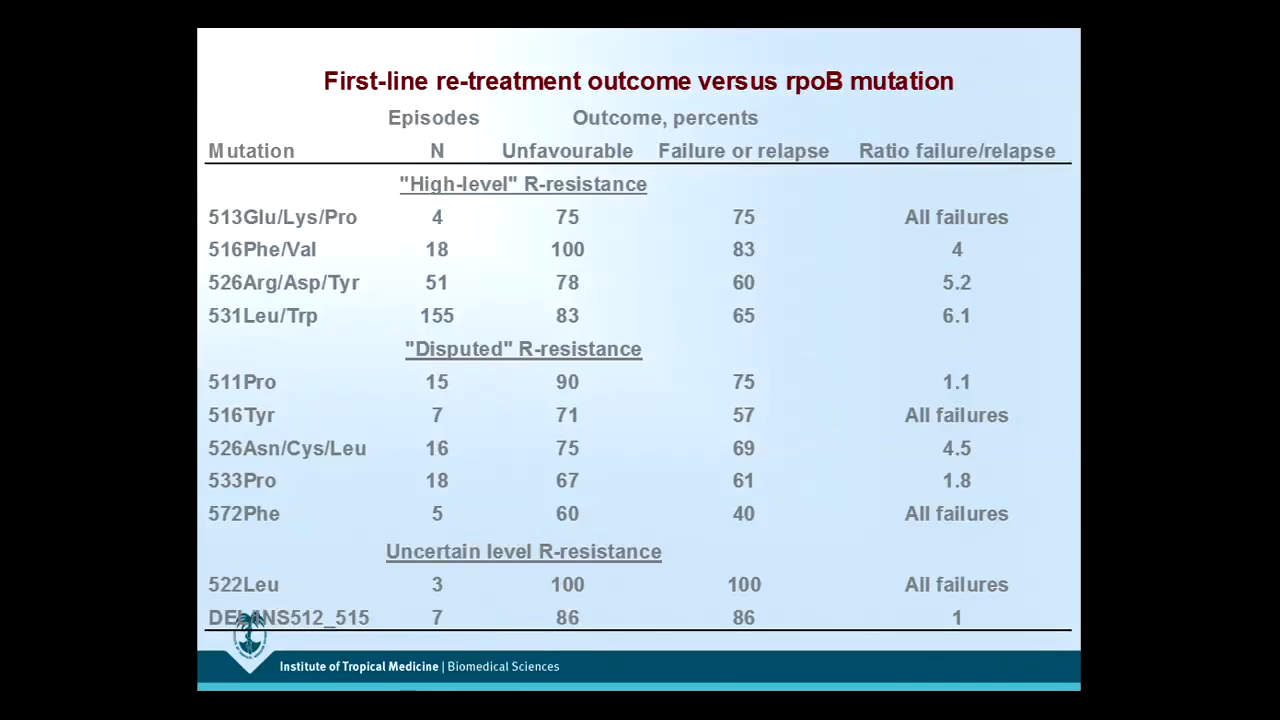 First-line re-treatment outcome versus rpoB mutation
Episodes Outcome, percents
Mutation N Unfavourable Failure or relapse Ratio failure/relapse
"High-level" R-resistance
513Glu/Lys/Pro 4 75 75 All failures
516Phe/Val 18 100 83 4
526Arg/Asp/Tyr 51 78 60 5.2
531Leu/Trp 155 83 65 6.1
"Disputed" R-resistance
511Pro 15 90 75 1.1
516Tyr 7 71 57 All failures
526Asn/Cys/Leu 16 75 69 4.5
533Pro 18 67 61 1.8
572Phe 5 60 40 All failures
Uncertain level R-resistance
522Leu 3 100 100 All failures
DELANS512_515 7 86 86 1
Institute of Tropical Medicine | Biomedical Sciences